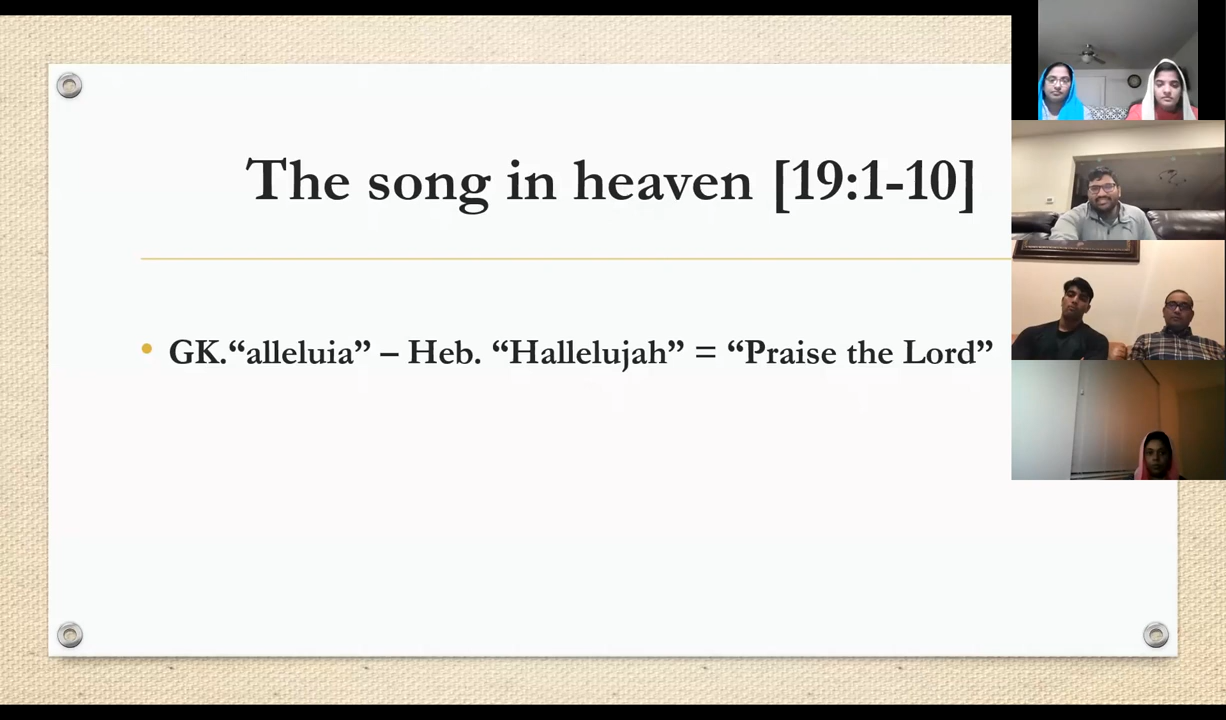 The song in heaven [19:1-10]
GK.“alleluia” – Heb. “Hallelujah” = “Praise the Lord”